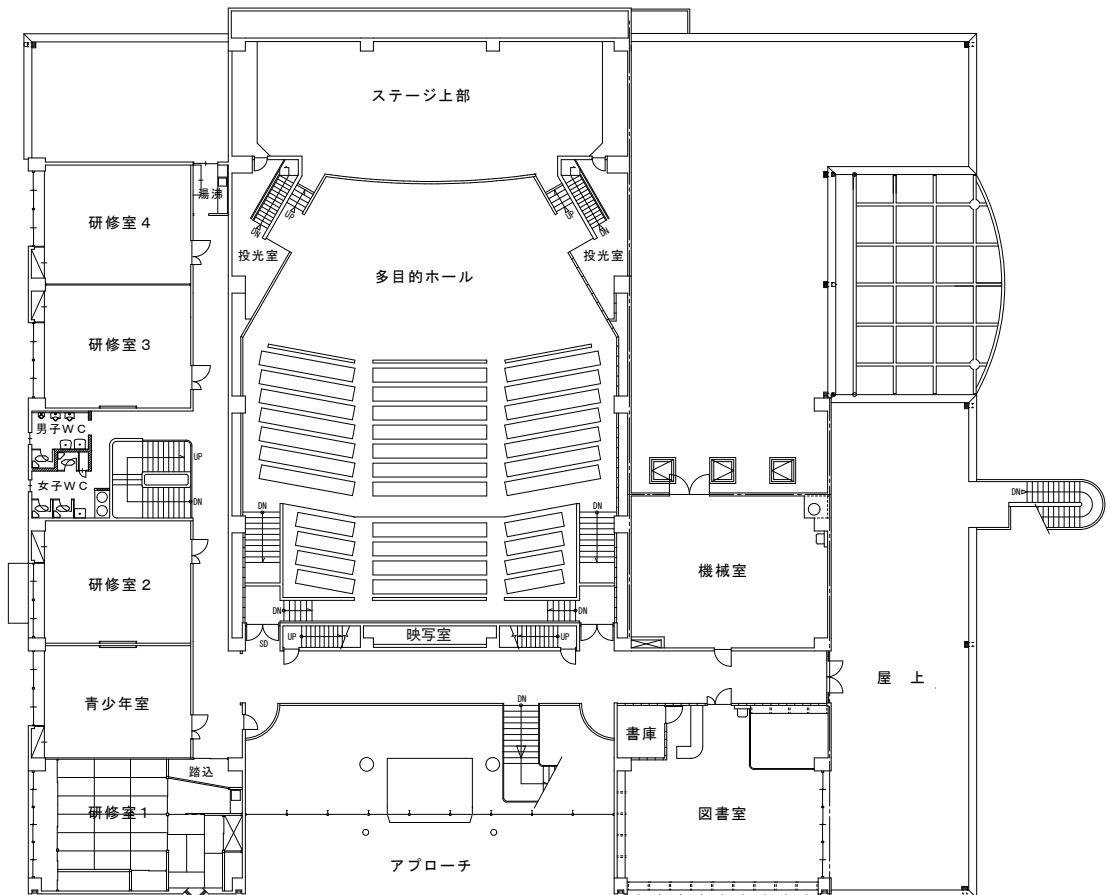 ステージ上部
湯沸
研修室4
UP
DN
UP
DN
投光室
投光室
多目的ホール
研修室3
男子WC
UP
女子WC
DN
DN
DN
DN
研修室2
機械室
DN
DN
UP
映写室
UP
SD
屋 上
青少年室
DN
書庫
踏込
研修室1
図書室
アプローチ